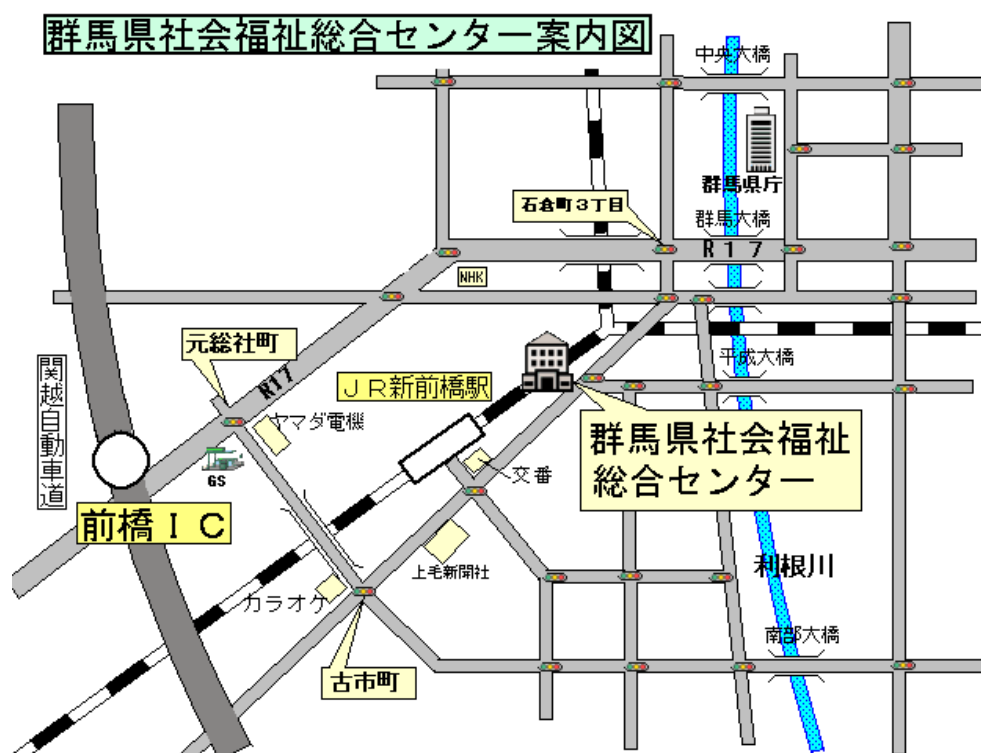 群馬県社会福祉総合センター案内図
中央大橋
群馬県庁
石倉町3丁目
群馬大橋
R17
NHK
元総社町
R17
平成大橋
JR新前橋駅
関越自動車道
ヤマダ電機
群馬県社会福祉
総合センター
GS
交番
前橋IC
上毛新聞社
利根川
カラオケ
南部大橋
古市町